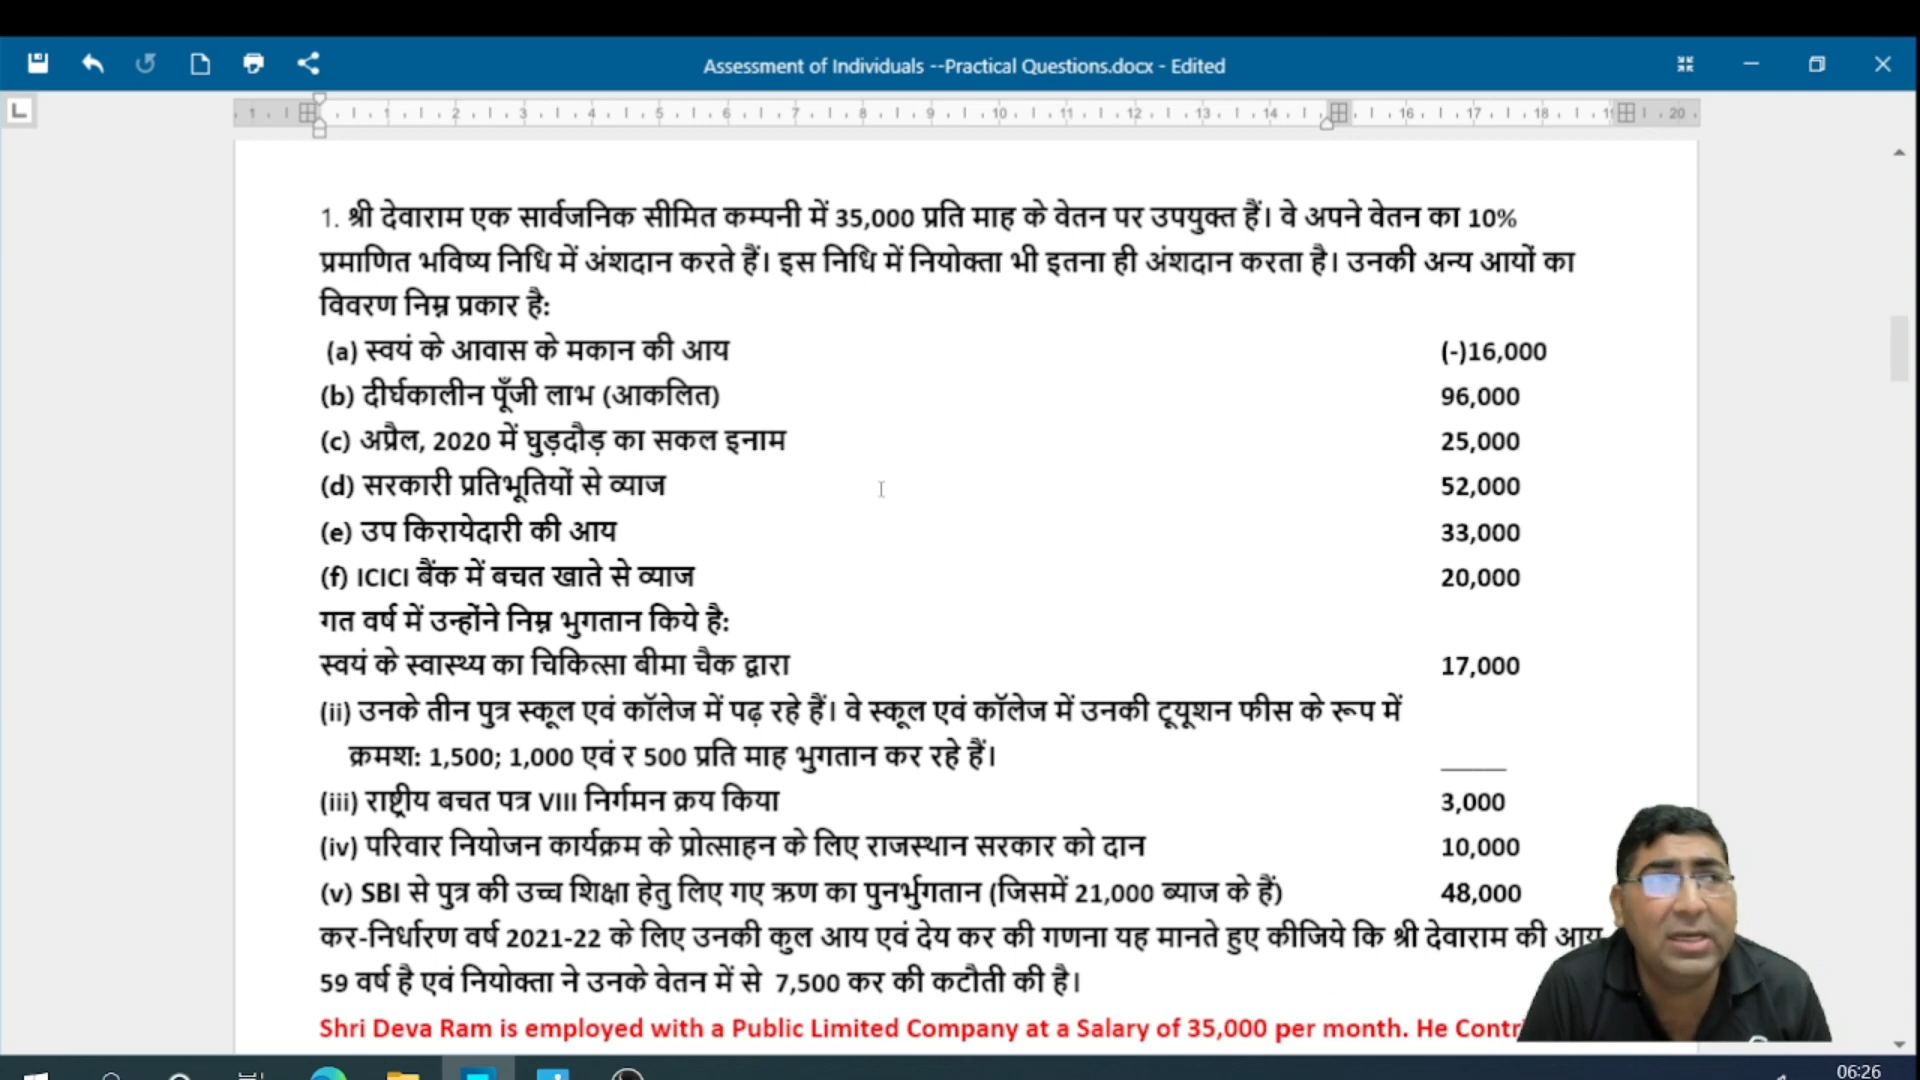 Assessment of Individuals --Practical Questions.docx - Edited
1. श्री देवाराम एक सार्वजनिक सीमित कम्पनी में 35,000 प्रति माह के वेतन पर उपयुक्त हैं। वे अपने वेतन का 10%
प्रमाणित भविष्य निधि में अंशदान करते हैं। इस निधि में नियोक्ता भी इतना ही अंशदान करता है। उनकी अन्य आयों का
विवरण निम्न प्रकार है:
(a) स्वयं के आवास के मकान की आय (-)16,000
(b) दीर्घकालीन पूँजी लाभ (आकलित) 96,000
(c) अप्रैल, 2020 में घुड़दौड़ का सकल इनाम 25,000
(d) सरकारी प्रतिभूतियों से व्याज 52,000
(e) उप किरायेदारी की आय 33,000
(f) ICICI बैंक में बचत खाते से व्याज 20,000
गत वर्ष में उन्होंने निम्न भुगतान किये है:
स्वयं के स्वास्थ्य का चिकित्सा बीमा चैक द्वारा 17,000
(ii) उनके तीन पुत्र स्कूल एवं कॉलेज में पढ़ रहे हैं। वे स्कूल एवं कॉलेज में उनकी टूयूशन फीस के रूप में
क्रमश: 1,500; 1,000 एवं र 500 प्रति माह भुगतान कर रहे हैं। _____
(iii) राष्ट्रीय बचत पत्र VIII निर्गमन क्रय किया 3,000
(iv) परिवार नियोजन कार्यक्रम के प्रोत्साहन के लिए राजस्थान सरकार को दान 10,000
(v) SBI से पुत्र की उच्च शिक्षा हेतु लिए गए ऋण का पुनर्भुगतान (जिसमें 21,000 ब्याज के हैं) 48,000
कर-निर्धारण वर्ष 2021-22 के लिए उनकी कुल आय एवं देय कर की गणना यह मानते हुए कीजिये कि श्री देवाराम की आयु
59 वर्ष है एवं नियोक्ता ने उनके वेतन में से 7,500 कर की कटौती की है।
Shri Deva Ram is employed with a Public Limited Company at a Salary of 35,000 per month. He Contri
06:26